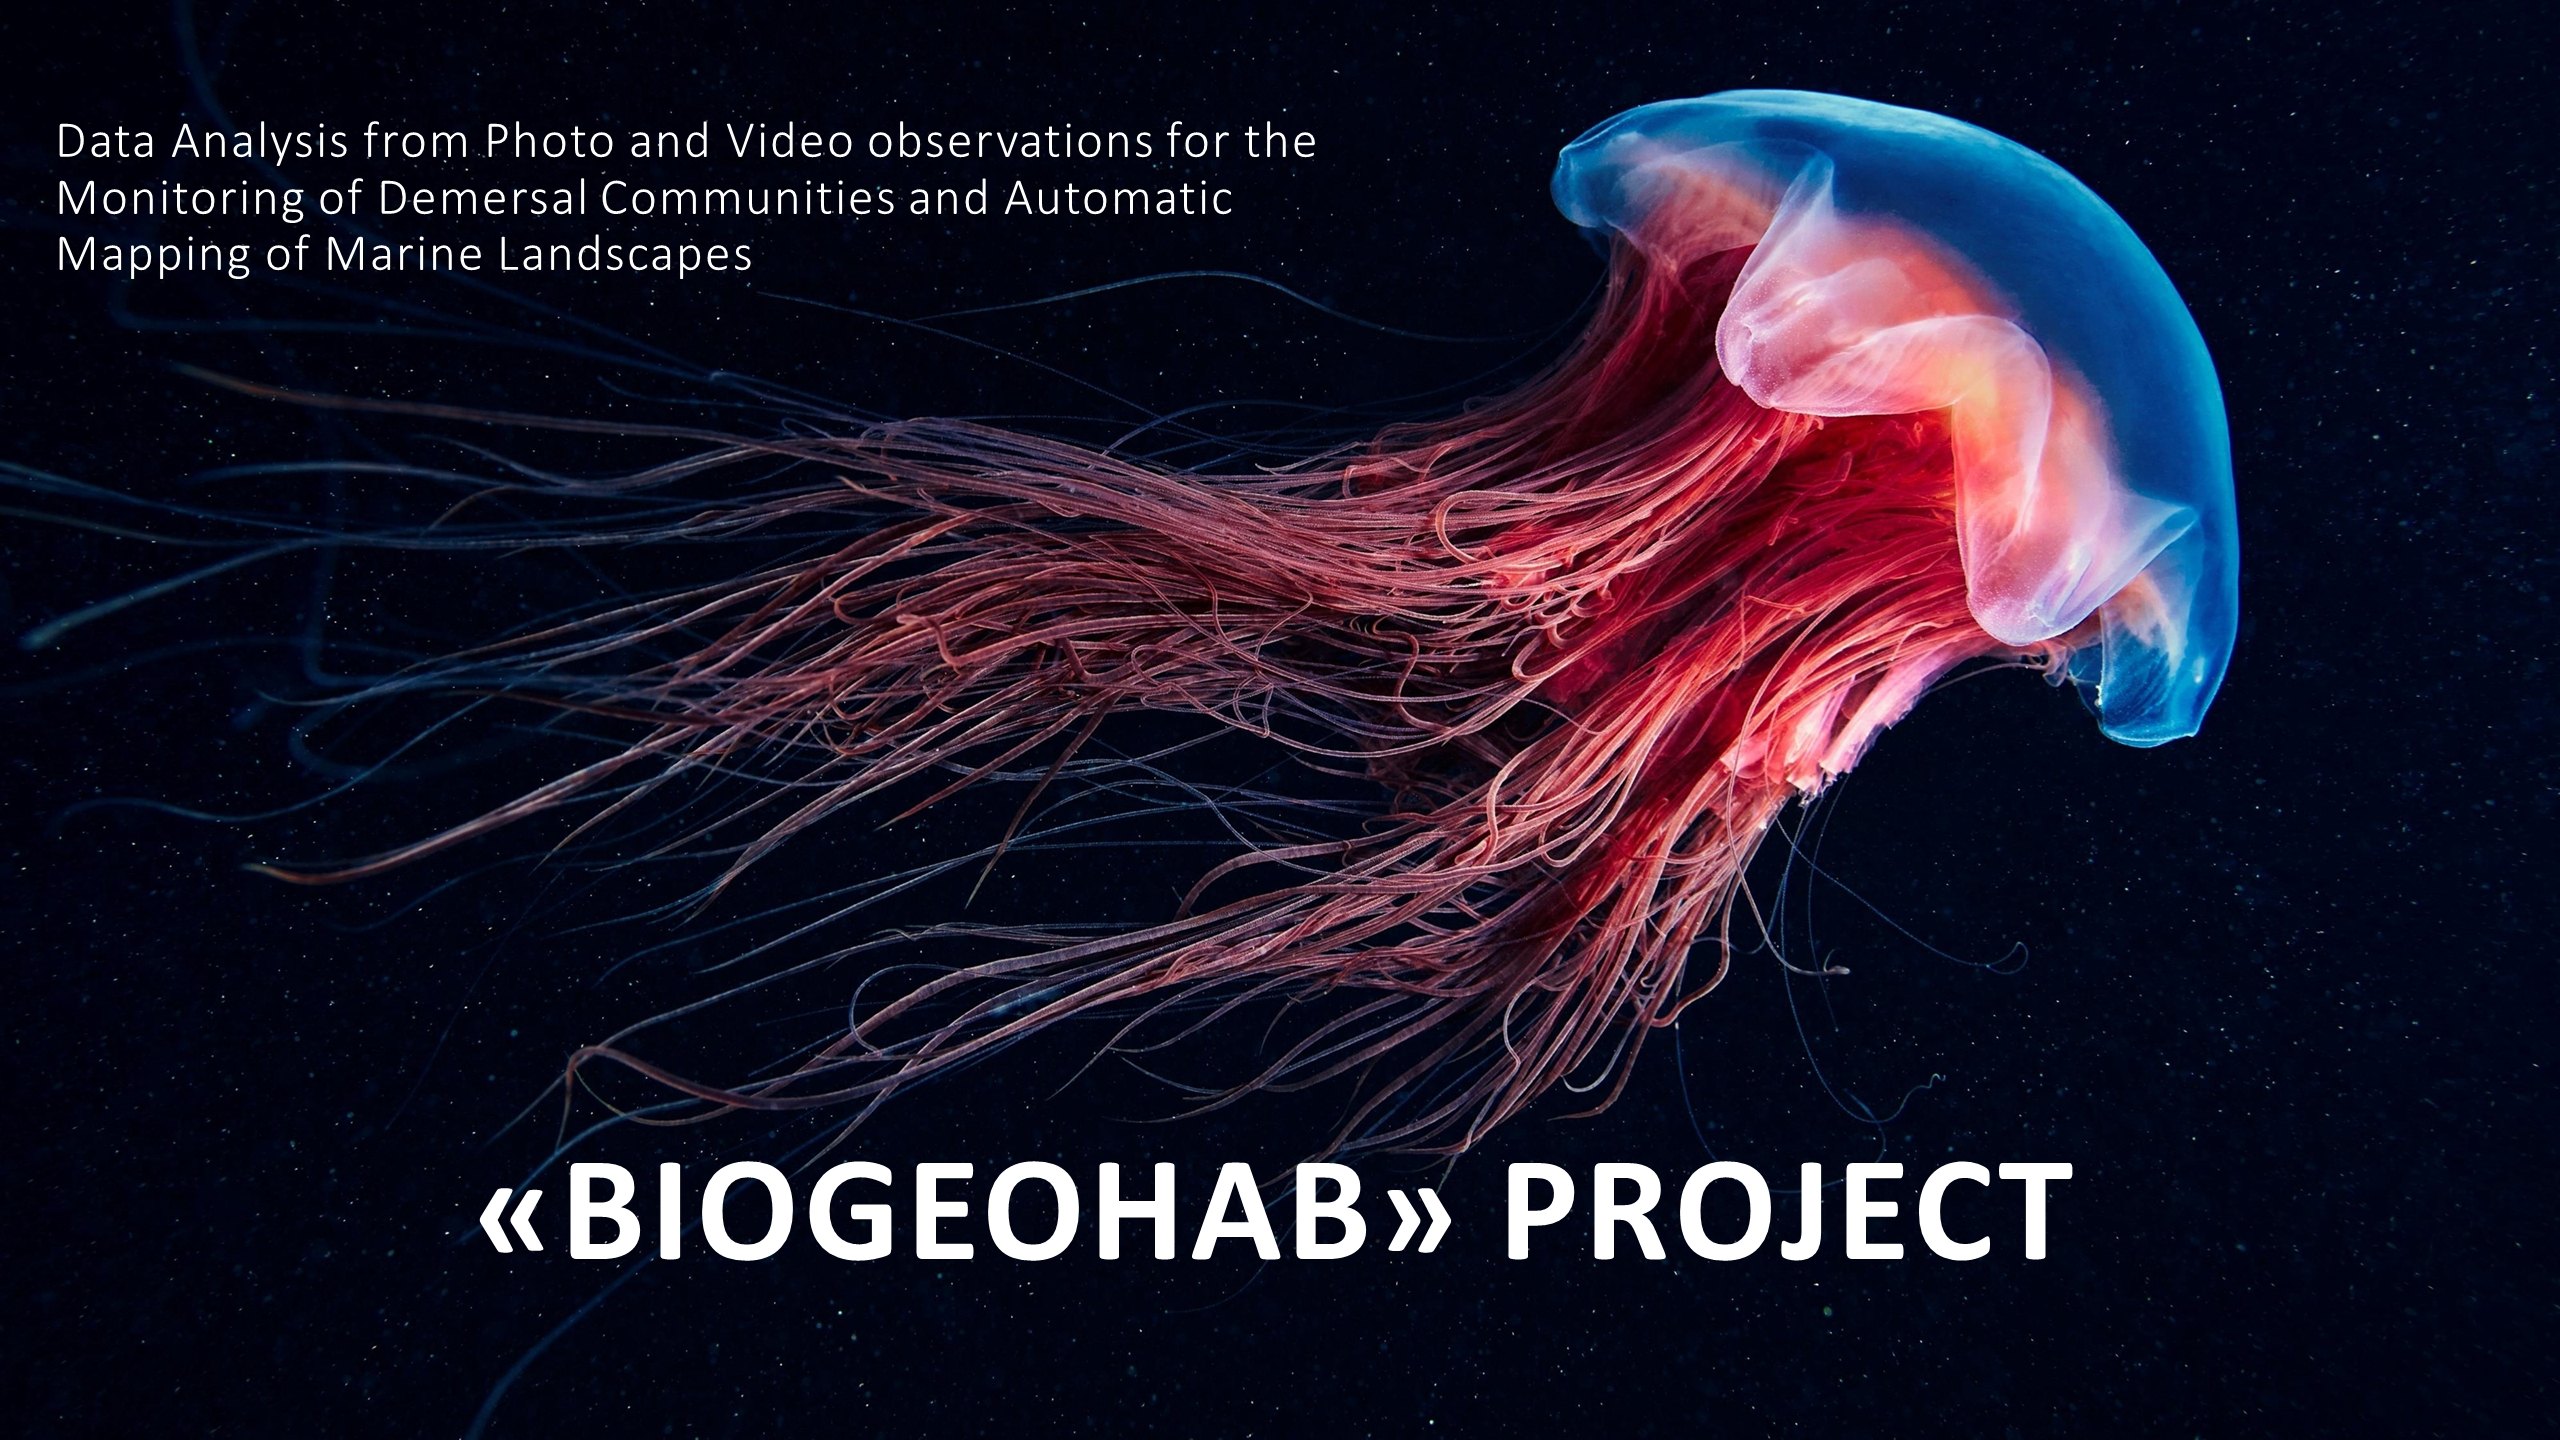 Data Analysis from Photo and Video observations for the
Monitoring of Demersal Communities and Automatic
Mapping of Marine Landscapes
«BIOGEOHAB» PROJECT